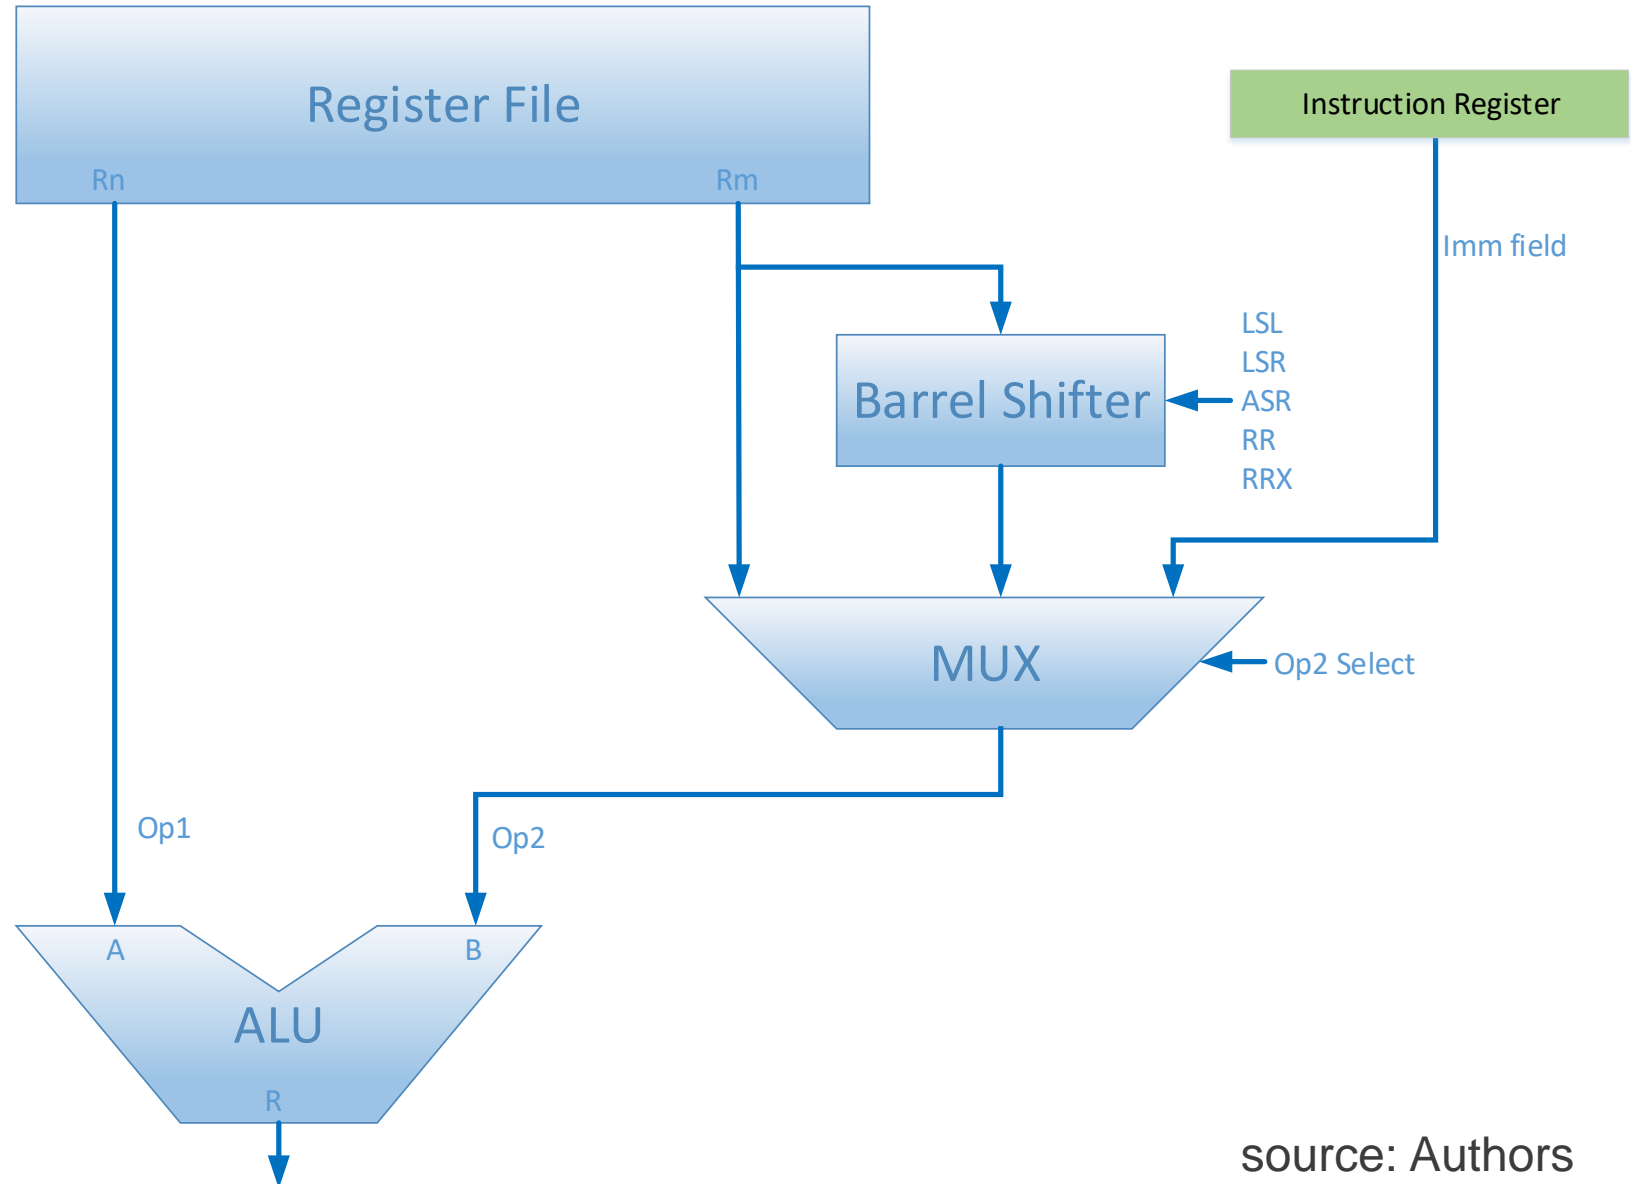 Register File
Instruction Register
Rn
Rm
Imm field
LSL
LSR
Barrel Shifter
ASR
RR
RRX
MUX
Op2 Select
Op1
Op2
A
B
ALU
R
source: Authors